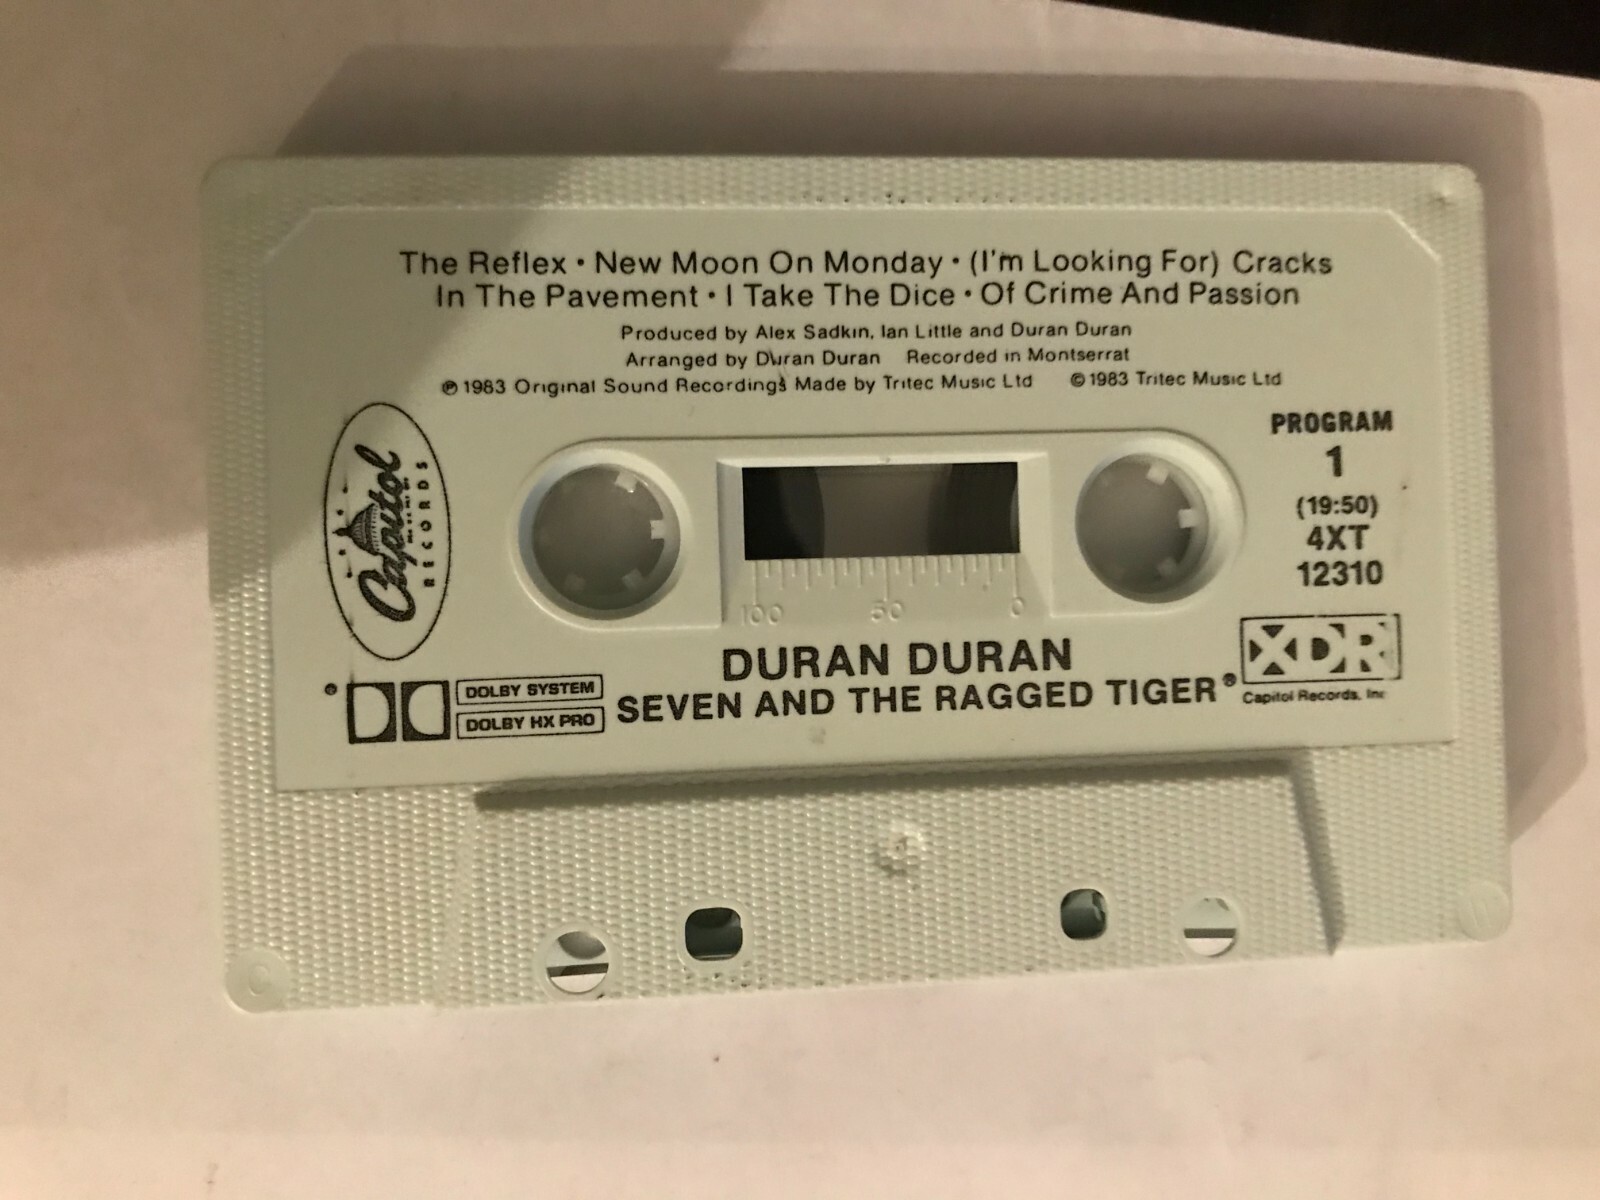 The Reflex • New Moon On Monday • (I'm Looking For) Cracks
In The Pavement • I Take The Dice • Of Crime And Passion
Produced by Alex Sadkin, Ian Little and Duran Duran
Arranged by Duran Duran Recorded in Montserrat
℗ 1983 Original Sound Recordings Made by Tritec Music Ltd © 1983 Tritec Music Ltd
Capitol
RECORDS
PROGRAM
1
(19:50)
4XT
12310
100 50 0
DURAN DURAN
SEVEN AND THE RAGGED TIGER®
® DOLBY SYSTEM
DOLBY HX PRO
XDR
Capitol Records, Inc